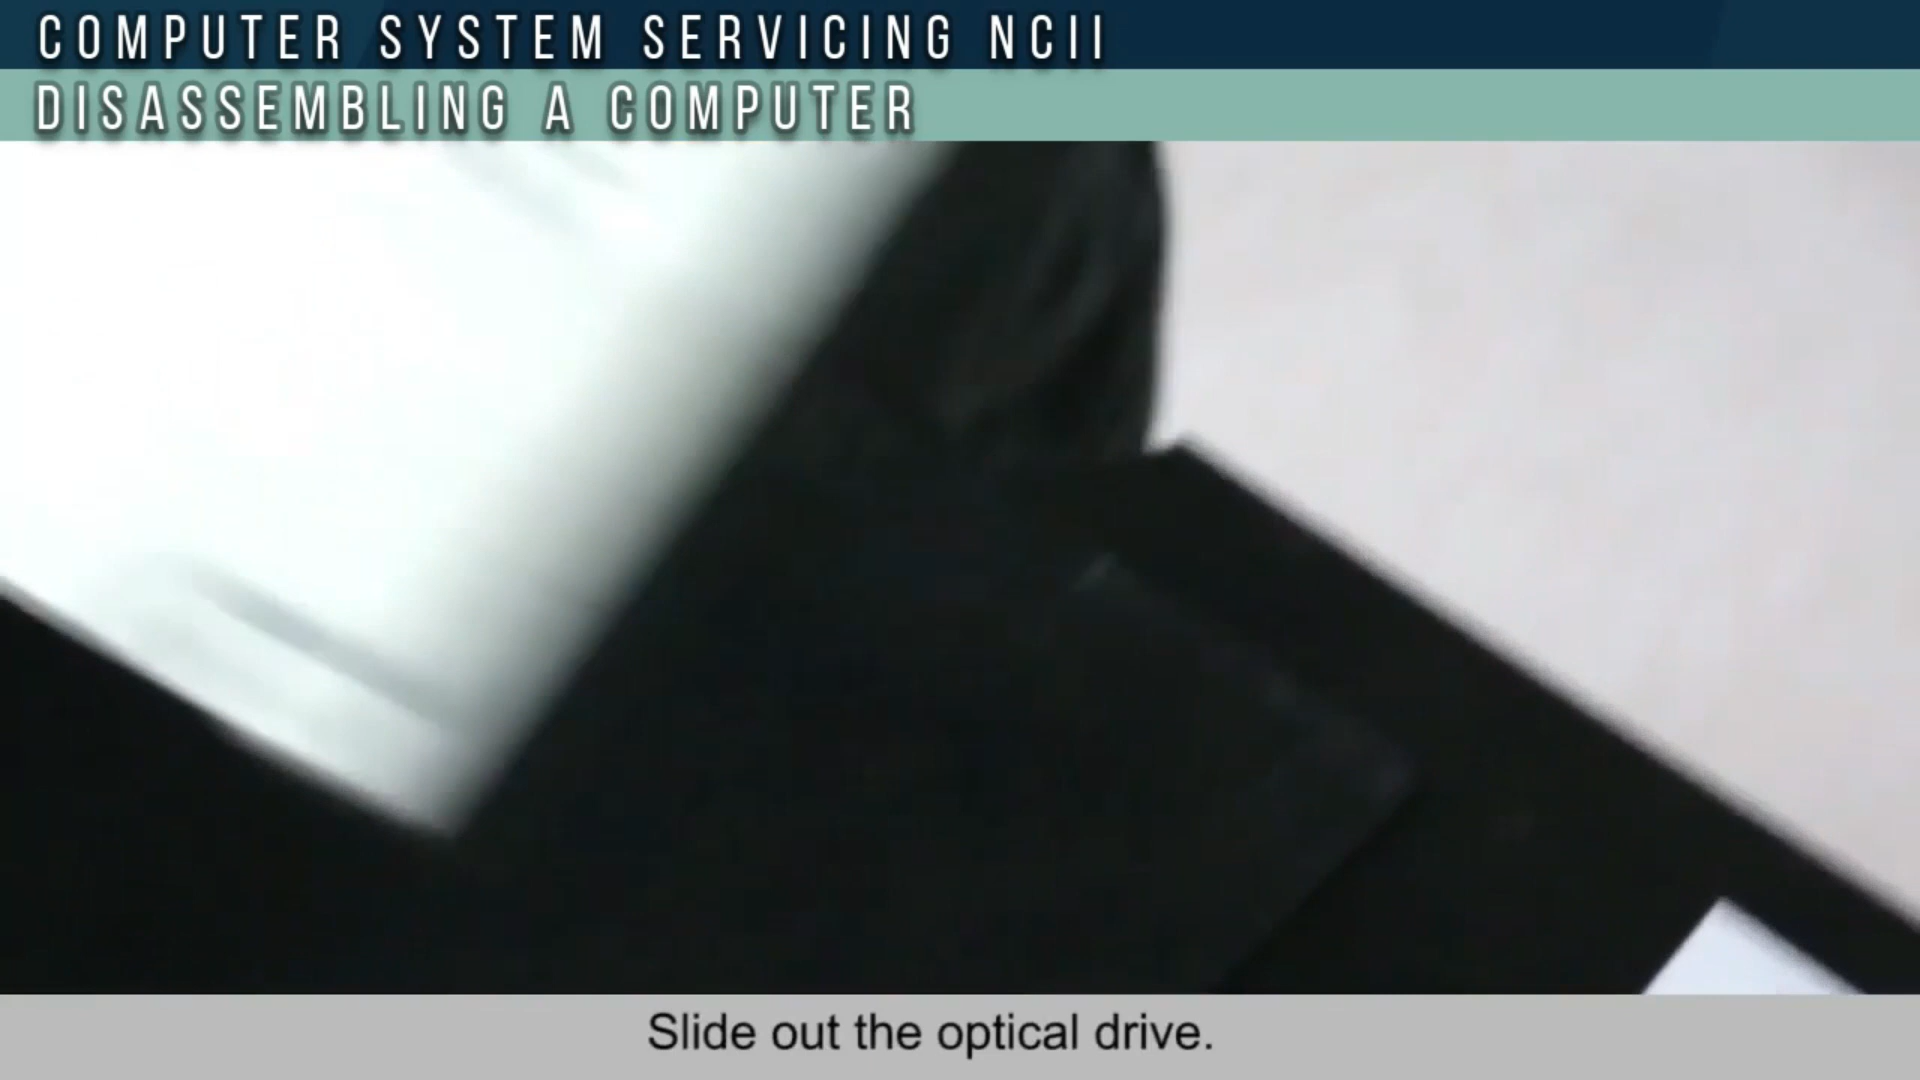 COMPUTER SYSTEM SERVICING NCII
DISASSEMBLING A COMPUTER
Slide out the optical drive.